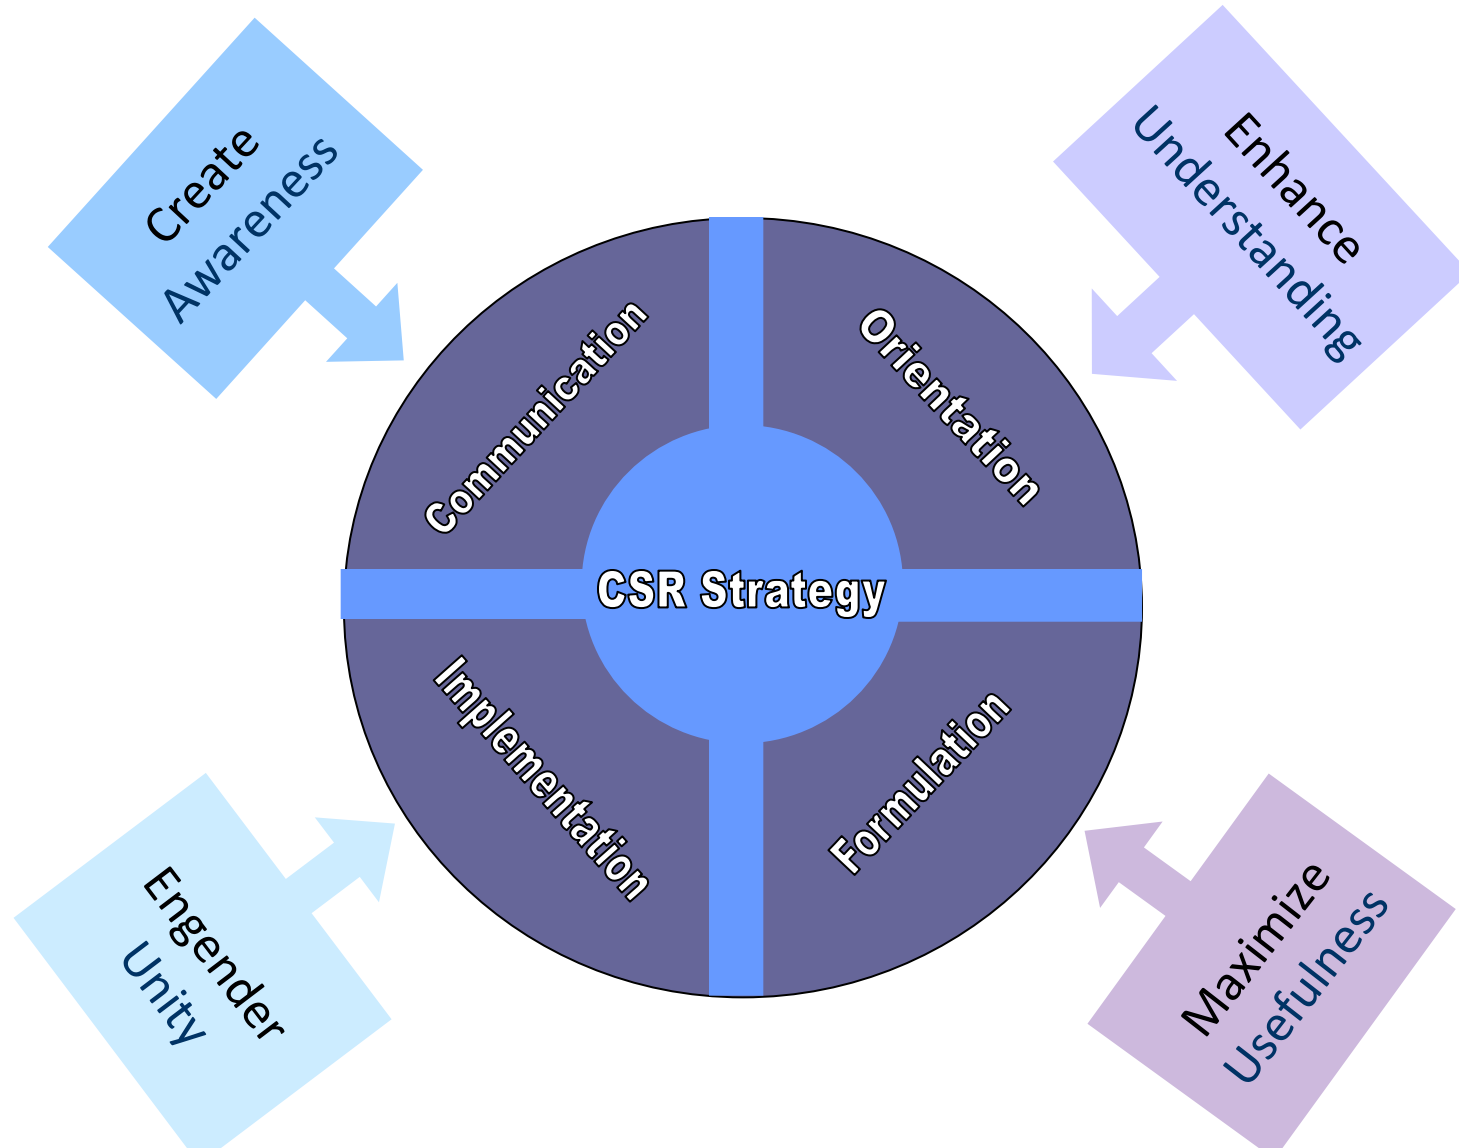 Create
Awareness
Enhance
Understanding
Communication
Orientation
CSR Strategy
Implementation
Formulation
Engender
Unity
Maximize
Usefulness